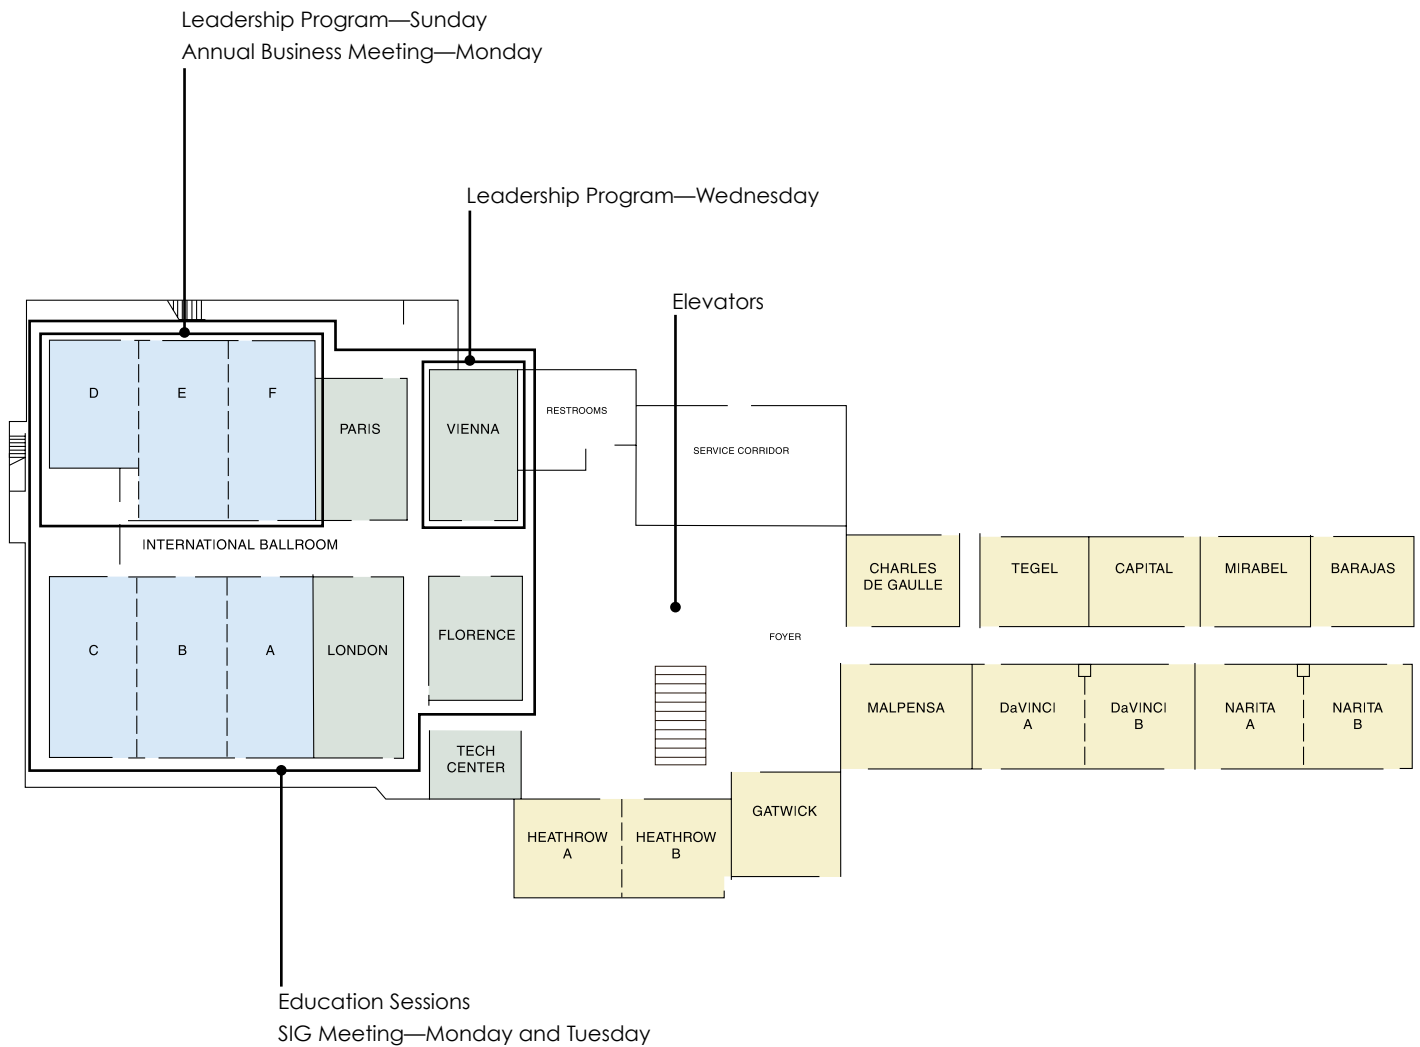 Leadership Program—Sunday
Annual Business Meeting—Monday
Leadership Program—Wednesday
Elevators
D
E
F
PARIS
VIENNA
RESTROOMS
SERVICE CORRIDOR
INTERNATIONAL BALLROOM
CHARLES
DE GAULLE
TEGEL
CAPITAL
MIRABEL
BARAJAS
C
B
A
LONDON
FLORENCE
FOYER
MALPENSA
DaVINCI
A
DaVINCI
B
NARITA
A
NARITA
B
TECH
CENTER
HEATHROW
A
HEATHROW
B
GATWICK
Education Sessions
SIG Meeting—Monday and Tuesday